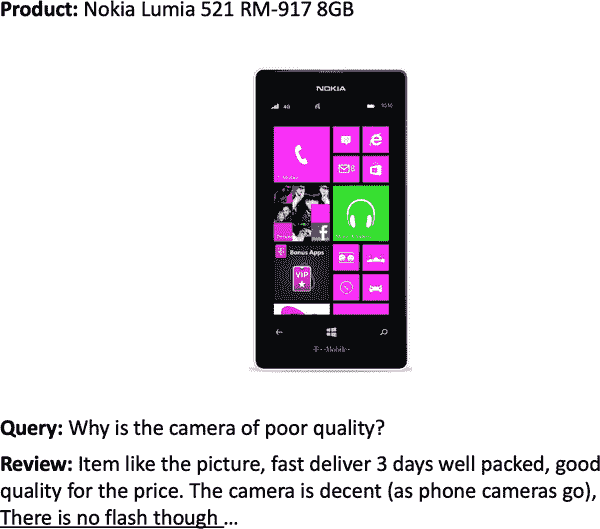 Product: Nokia Lumia 521 RM-917 8GB
NOKIA
4G
Bonus Apps
VIP
T-Mobile
Query: Why is the camera of poor quality?
Review: Item like the picture, fast deliver 3 days well packed, good
quality for the price. The camera is decent (as phone cameras go),
There is no flash though ...